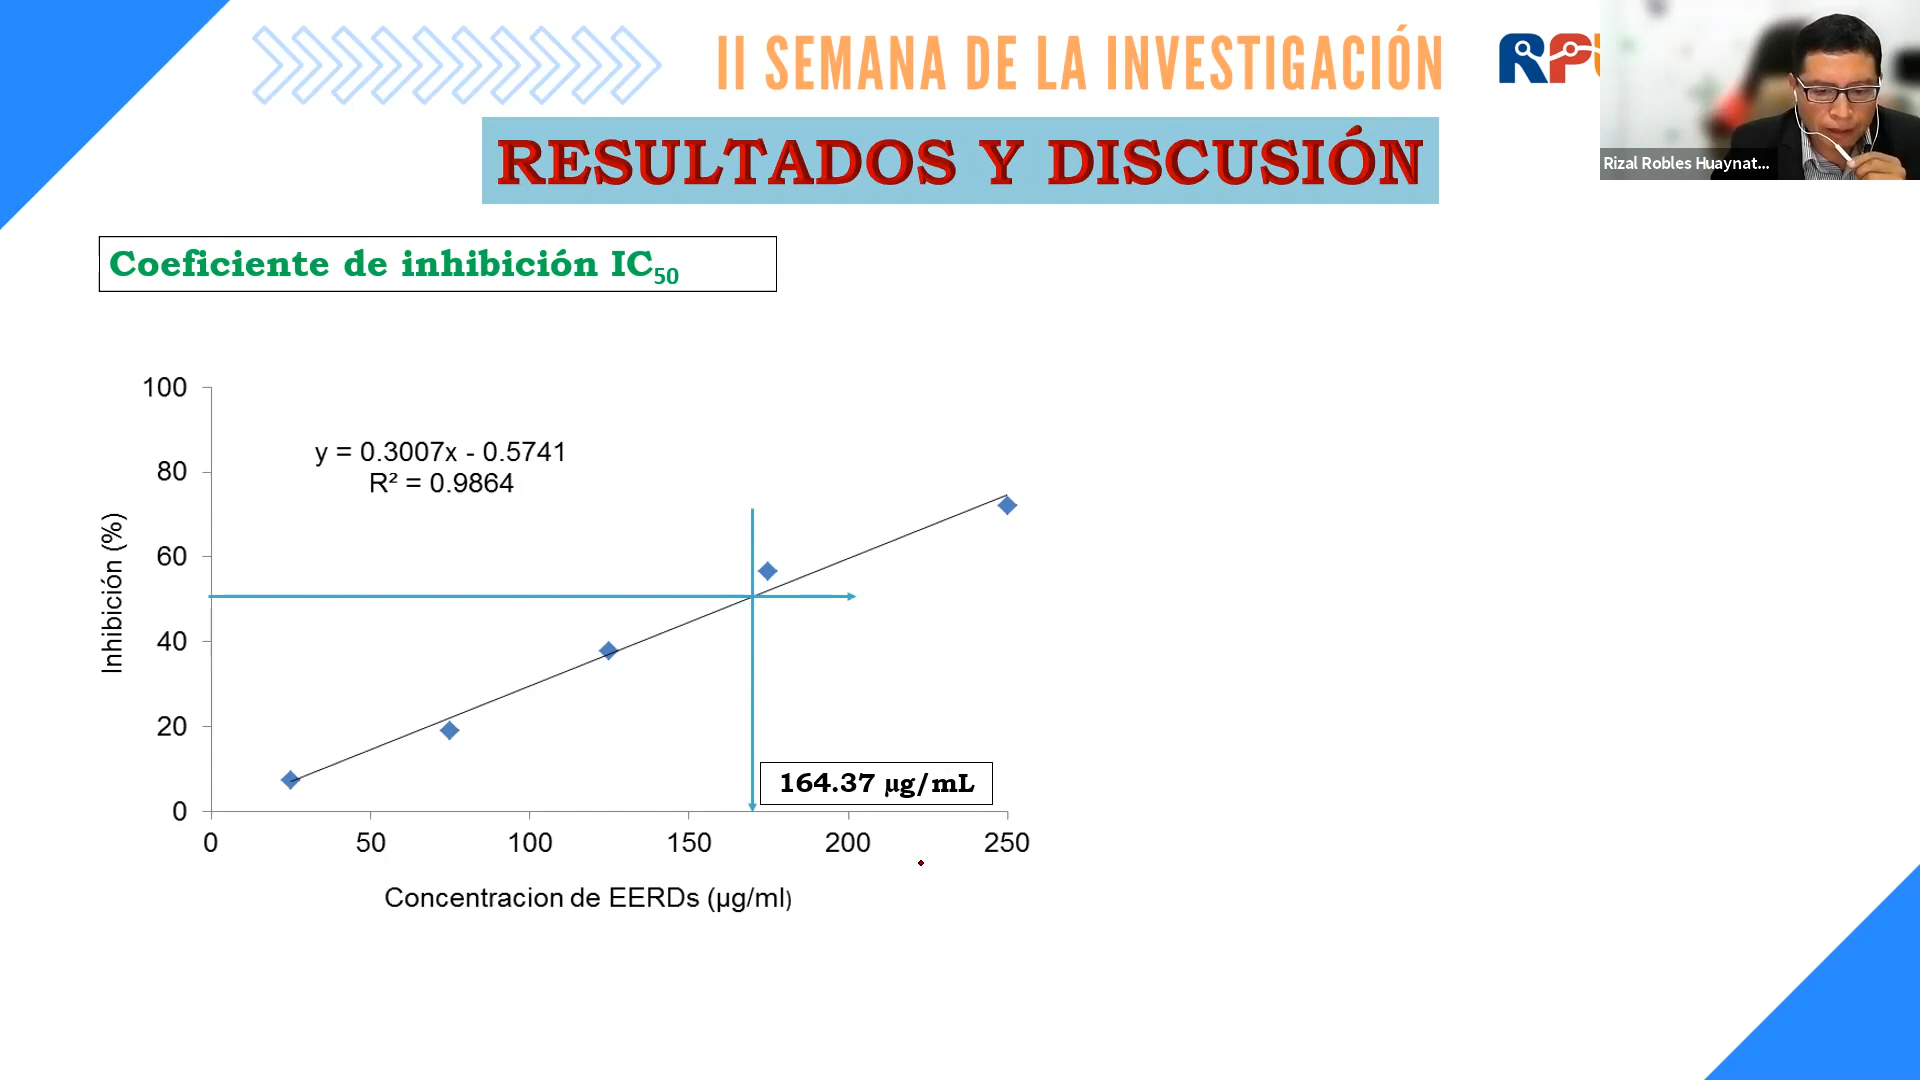 II SEMANA DE LA INVESTIGACIÓN
RP
RESULTADOS Y DISCUSIÓN
Rizal Robles Huaynat...
Coeficiente de inhibición IC50
100
80
60
40
20
0
Inhibición (%)
y = 0.3007x - 0.5741
R² = 0.9864
164.37 µg/mL
0 50 100 150 200 250
Concentracion de EERDs (µg/ml)